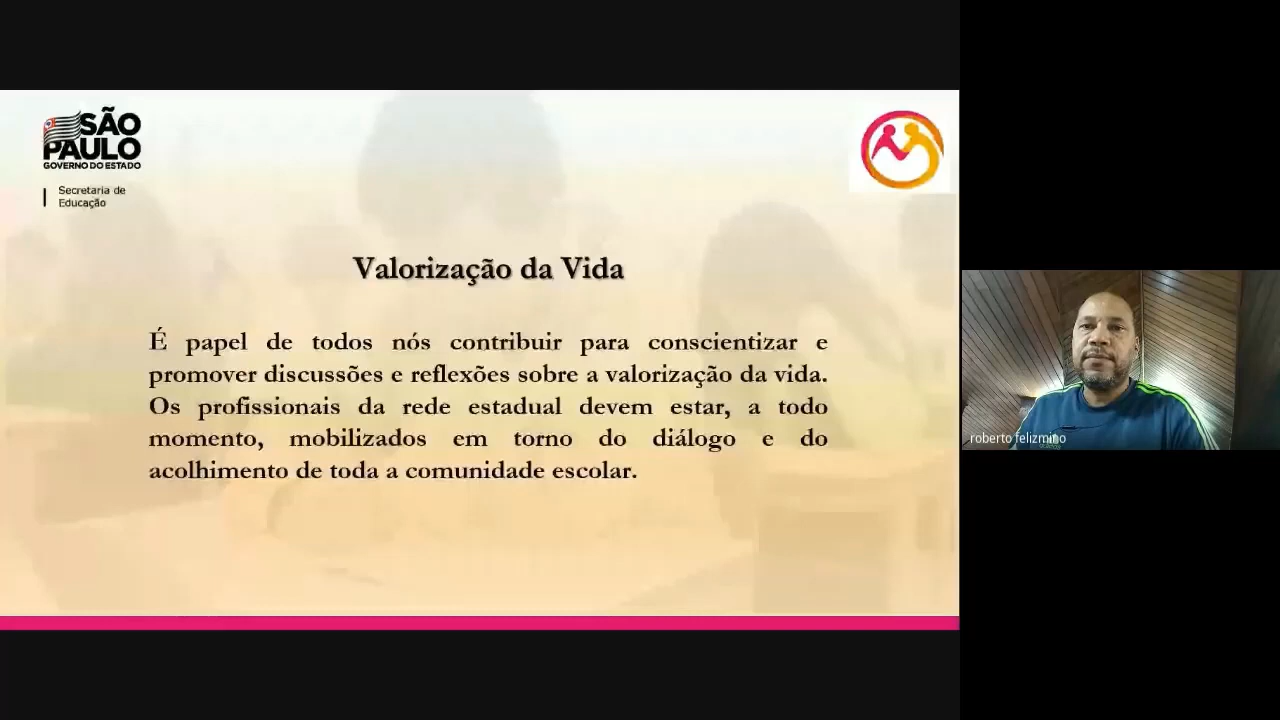 SÃO
PAULO
GOVERNO DO ESTADO
Secretaria de
Educação
Valorização da Vida
É papel de todos nós contribuir para conscientizar e
promover discussões e reflexões sobre a valorização da vida.
Os profissionais da rede estadual devem estar, a todo
momento, mobilizados em torno do diálogo e do
acolhimento de toda a comunidade escolar.
roberto felizmino